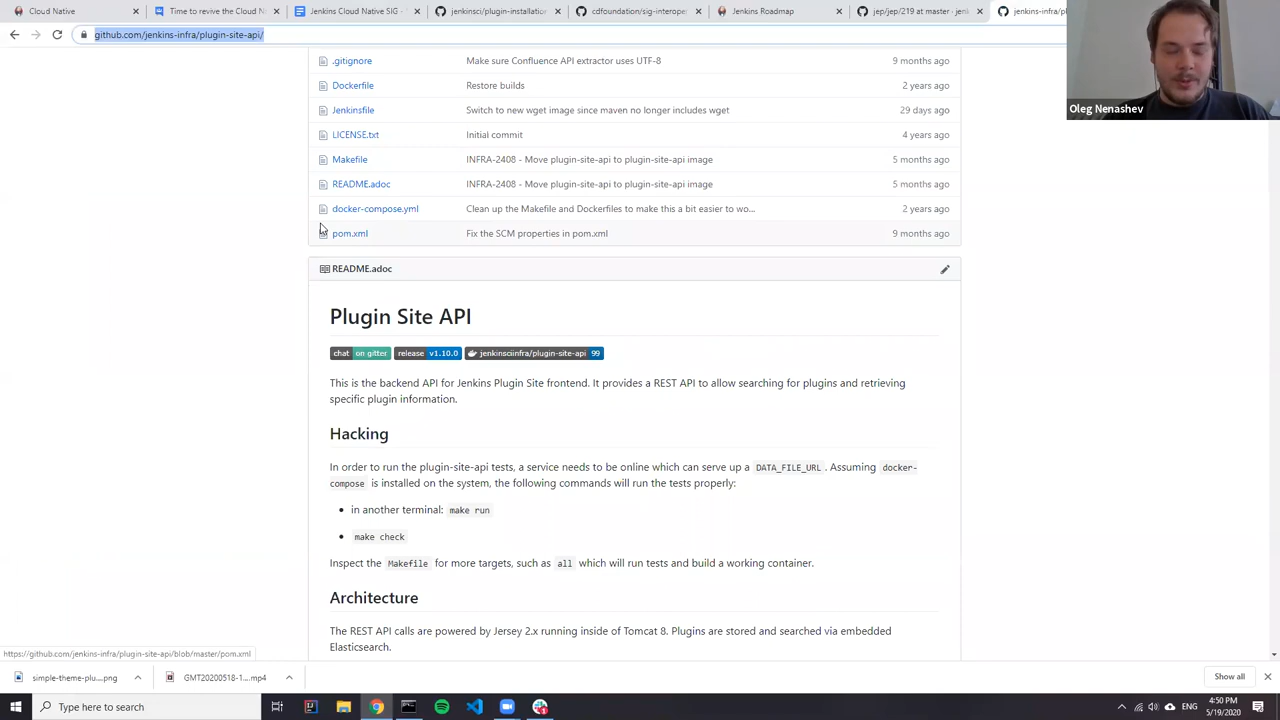 Cloud Native
Time to revive the Cloud N
Jenkins Cloud Native SIG -
jenkinsci/plugin-installation
cdfoundation/sig-interope
Jenkins Roadmap
jep/jep/219 at master · jenk
jenkins-infra/pl
github.com/jenkins-infra/plugin-site-api/
Oleg Nenashev
.gitignore Make sure Confluence API extractor uses UTF-8 9 months ago
Dockerfile Restore builds 2 years ago
Jenkinsfile Switch to new wget image since maven no longer includes wget 29 days ago
LICENSE.txt Initial commit 4 years ago
Makefile INFRA-2408 - Move plugin-site-api to plugin-site-api image 5 months ago
README.adoc INFRA-2408 - Move plugin-site-api to plugin-site-api image 5 months ago
docker-compose.yml Clean up the Makefile and Dockerfiles to make this a bit easier to wo... 2 years ago
pom.xml Fix the SCM properties in pom.xml 9 months ago
README.adoc
Plugin Site API
chat on gitter release v1.10.0 jenkinsciinfra/plugin-site-api 99
This is the backend API for Jenkins Plugin Site frontend. It provides a REST API to allow searching for plugins and retrieving
specific plugin information.
Hacking
In order to run the plugin-site-api tests, a service needs to be online which can serve up a DATA_FILE_URL . Assuming docker-
compose is installed on the system, the following commands will run the tests properly:
in another terminal: make run
make check
Inspect the Makefile for more targets, such as all which will run tests and build a working container.
Architecture
The REST API calls are powered by Jersey 2.x running inside of Tomcat 8. Plugins are stored and searched via embedded
Elasticsearch.
https://github.com/jenkins-infra/plugin-site-api/blob/master/pom.xml
simple-theme-plu....png
GMT20200518-1....mp4
Show all
Type here to search
ENG
4:50 PM
5/19/2020